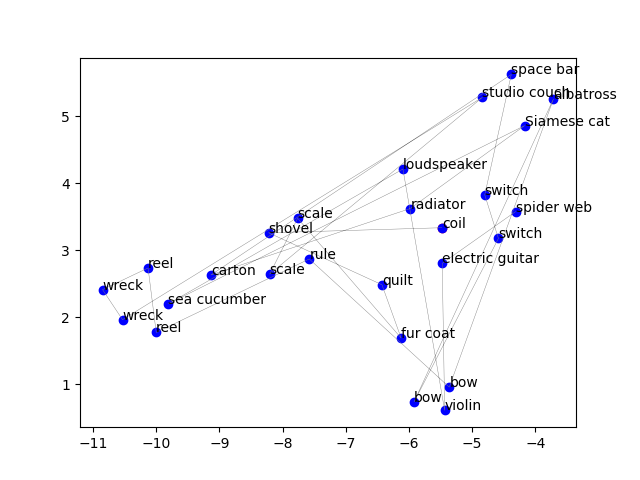 space bar
studio couch
albatross
Siamese cat
loudspeaker
switch
radiator
spider web
scale
shovel
coil
switch
rule
electric guitar
reel
carton
scale
quilt
wreck
sea cucumber
wreck
reel
fur coat
bow
bow
violin
5
4
3
2
1
−11 −10 −9 −8 −7 −6 −5 −4